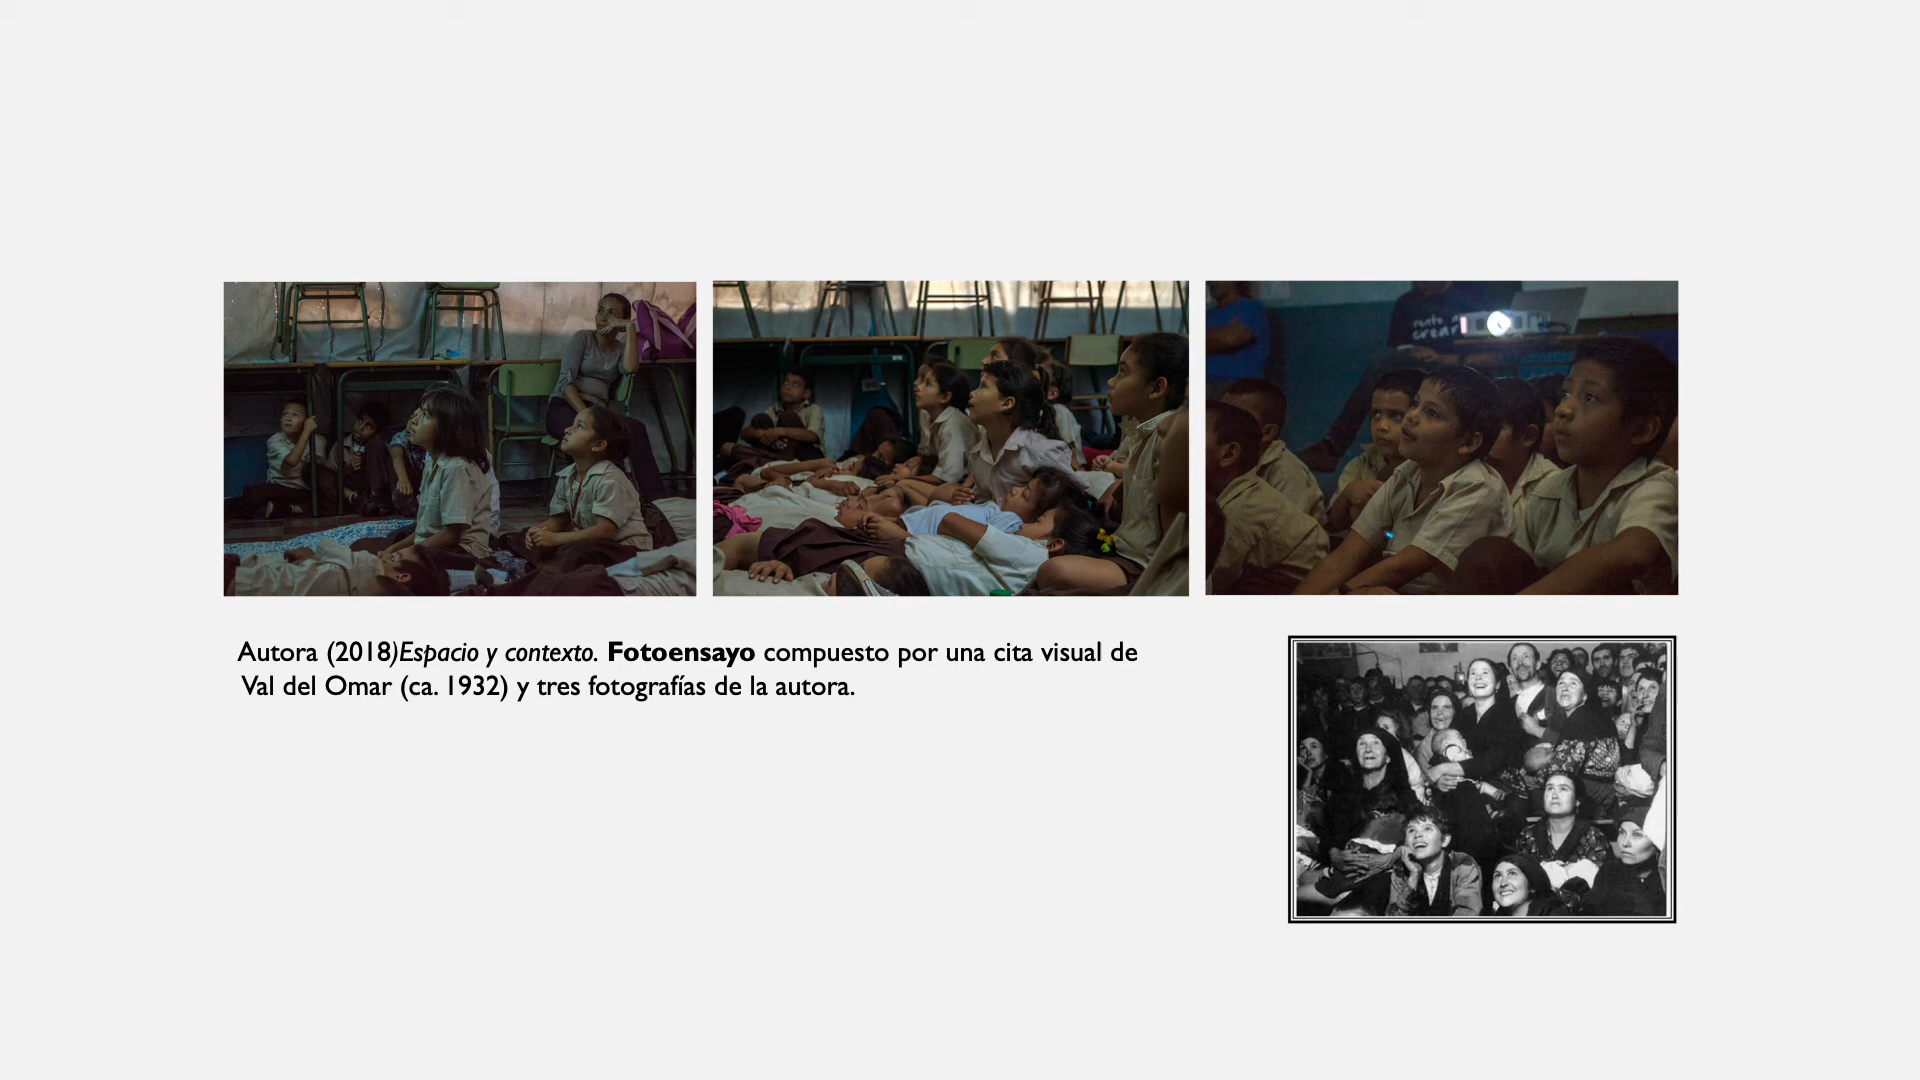 crear
Autora (2018)Espacio y contexto. Fotoensayo compuesto por una cita visual de
Val del Omar (ca. 1932) y tres fotografías de la autora.